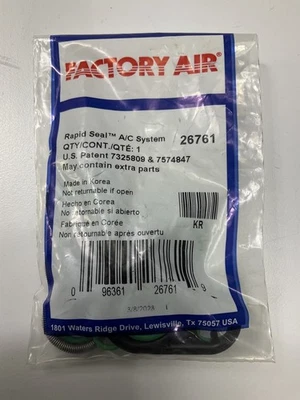 FACTORY AIR®
Rapid Seal™ A/C System 26761
QTY/CONT./QTÉ: 1
U.S. Patent 7325809 & 7574847
May contain extra parts
Made in Korea
Not returnable if open
Hecho en Corea
No retornable si abierto
Fabriqué en Corée
Non retournable après ouvertu
KR
0 96361 26761 9
1801 Waters Ridge Drive, Lewisville, Tx 75057 USA